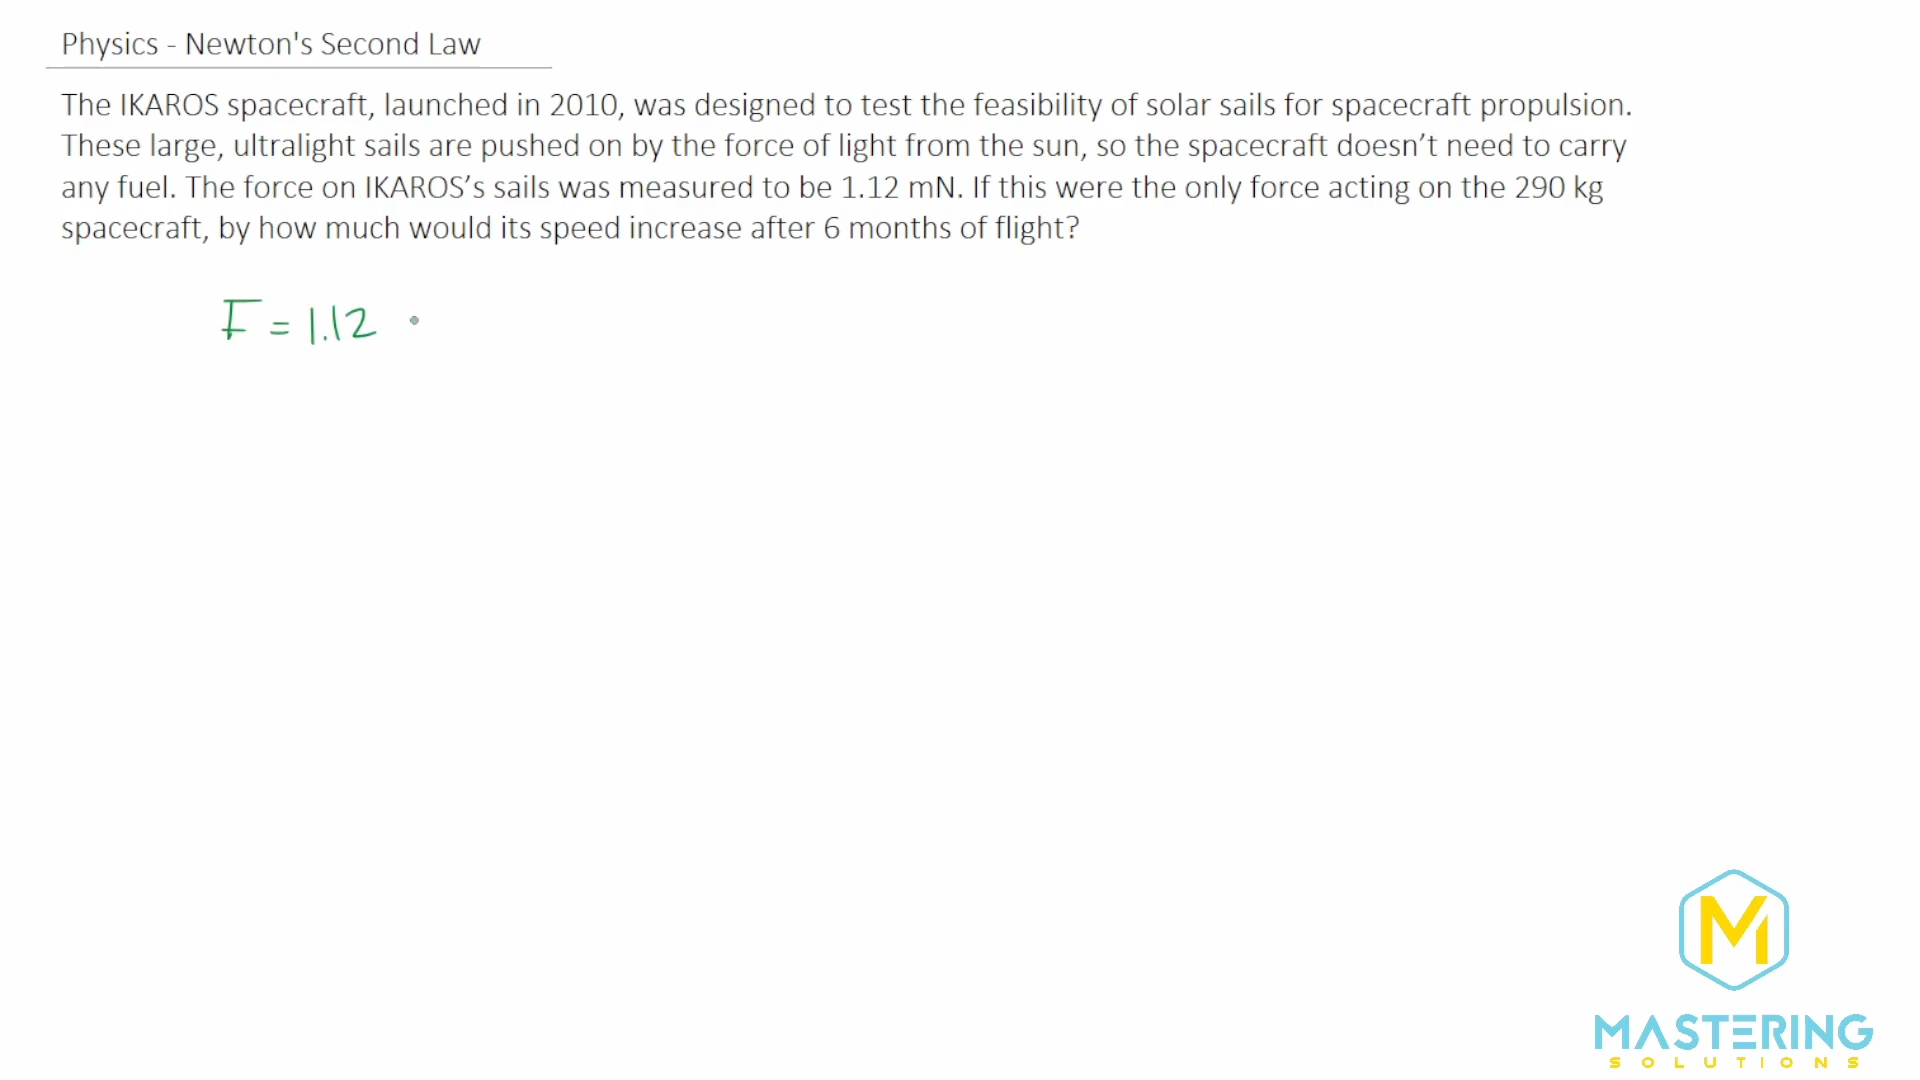 Physics - Newton's Second Law
The IKAROS spacecraft, launched in 2010, was designed to test the feasibility of solar sails for spacecraft propulsion.
These large, ultralight sails are pushed on by the force of light from the sun, so the spacecraft doesn’t need to carry
any fuel. The force on IKAROS’s sails was measured to be 1.12 mN. If this were the only force acting on the 290 kg
spacecraft, by how much would its speed increase after 6 months of flight?
F = 1.12
M
MASTERING
SOLUTIONS